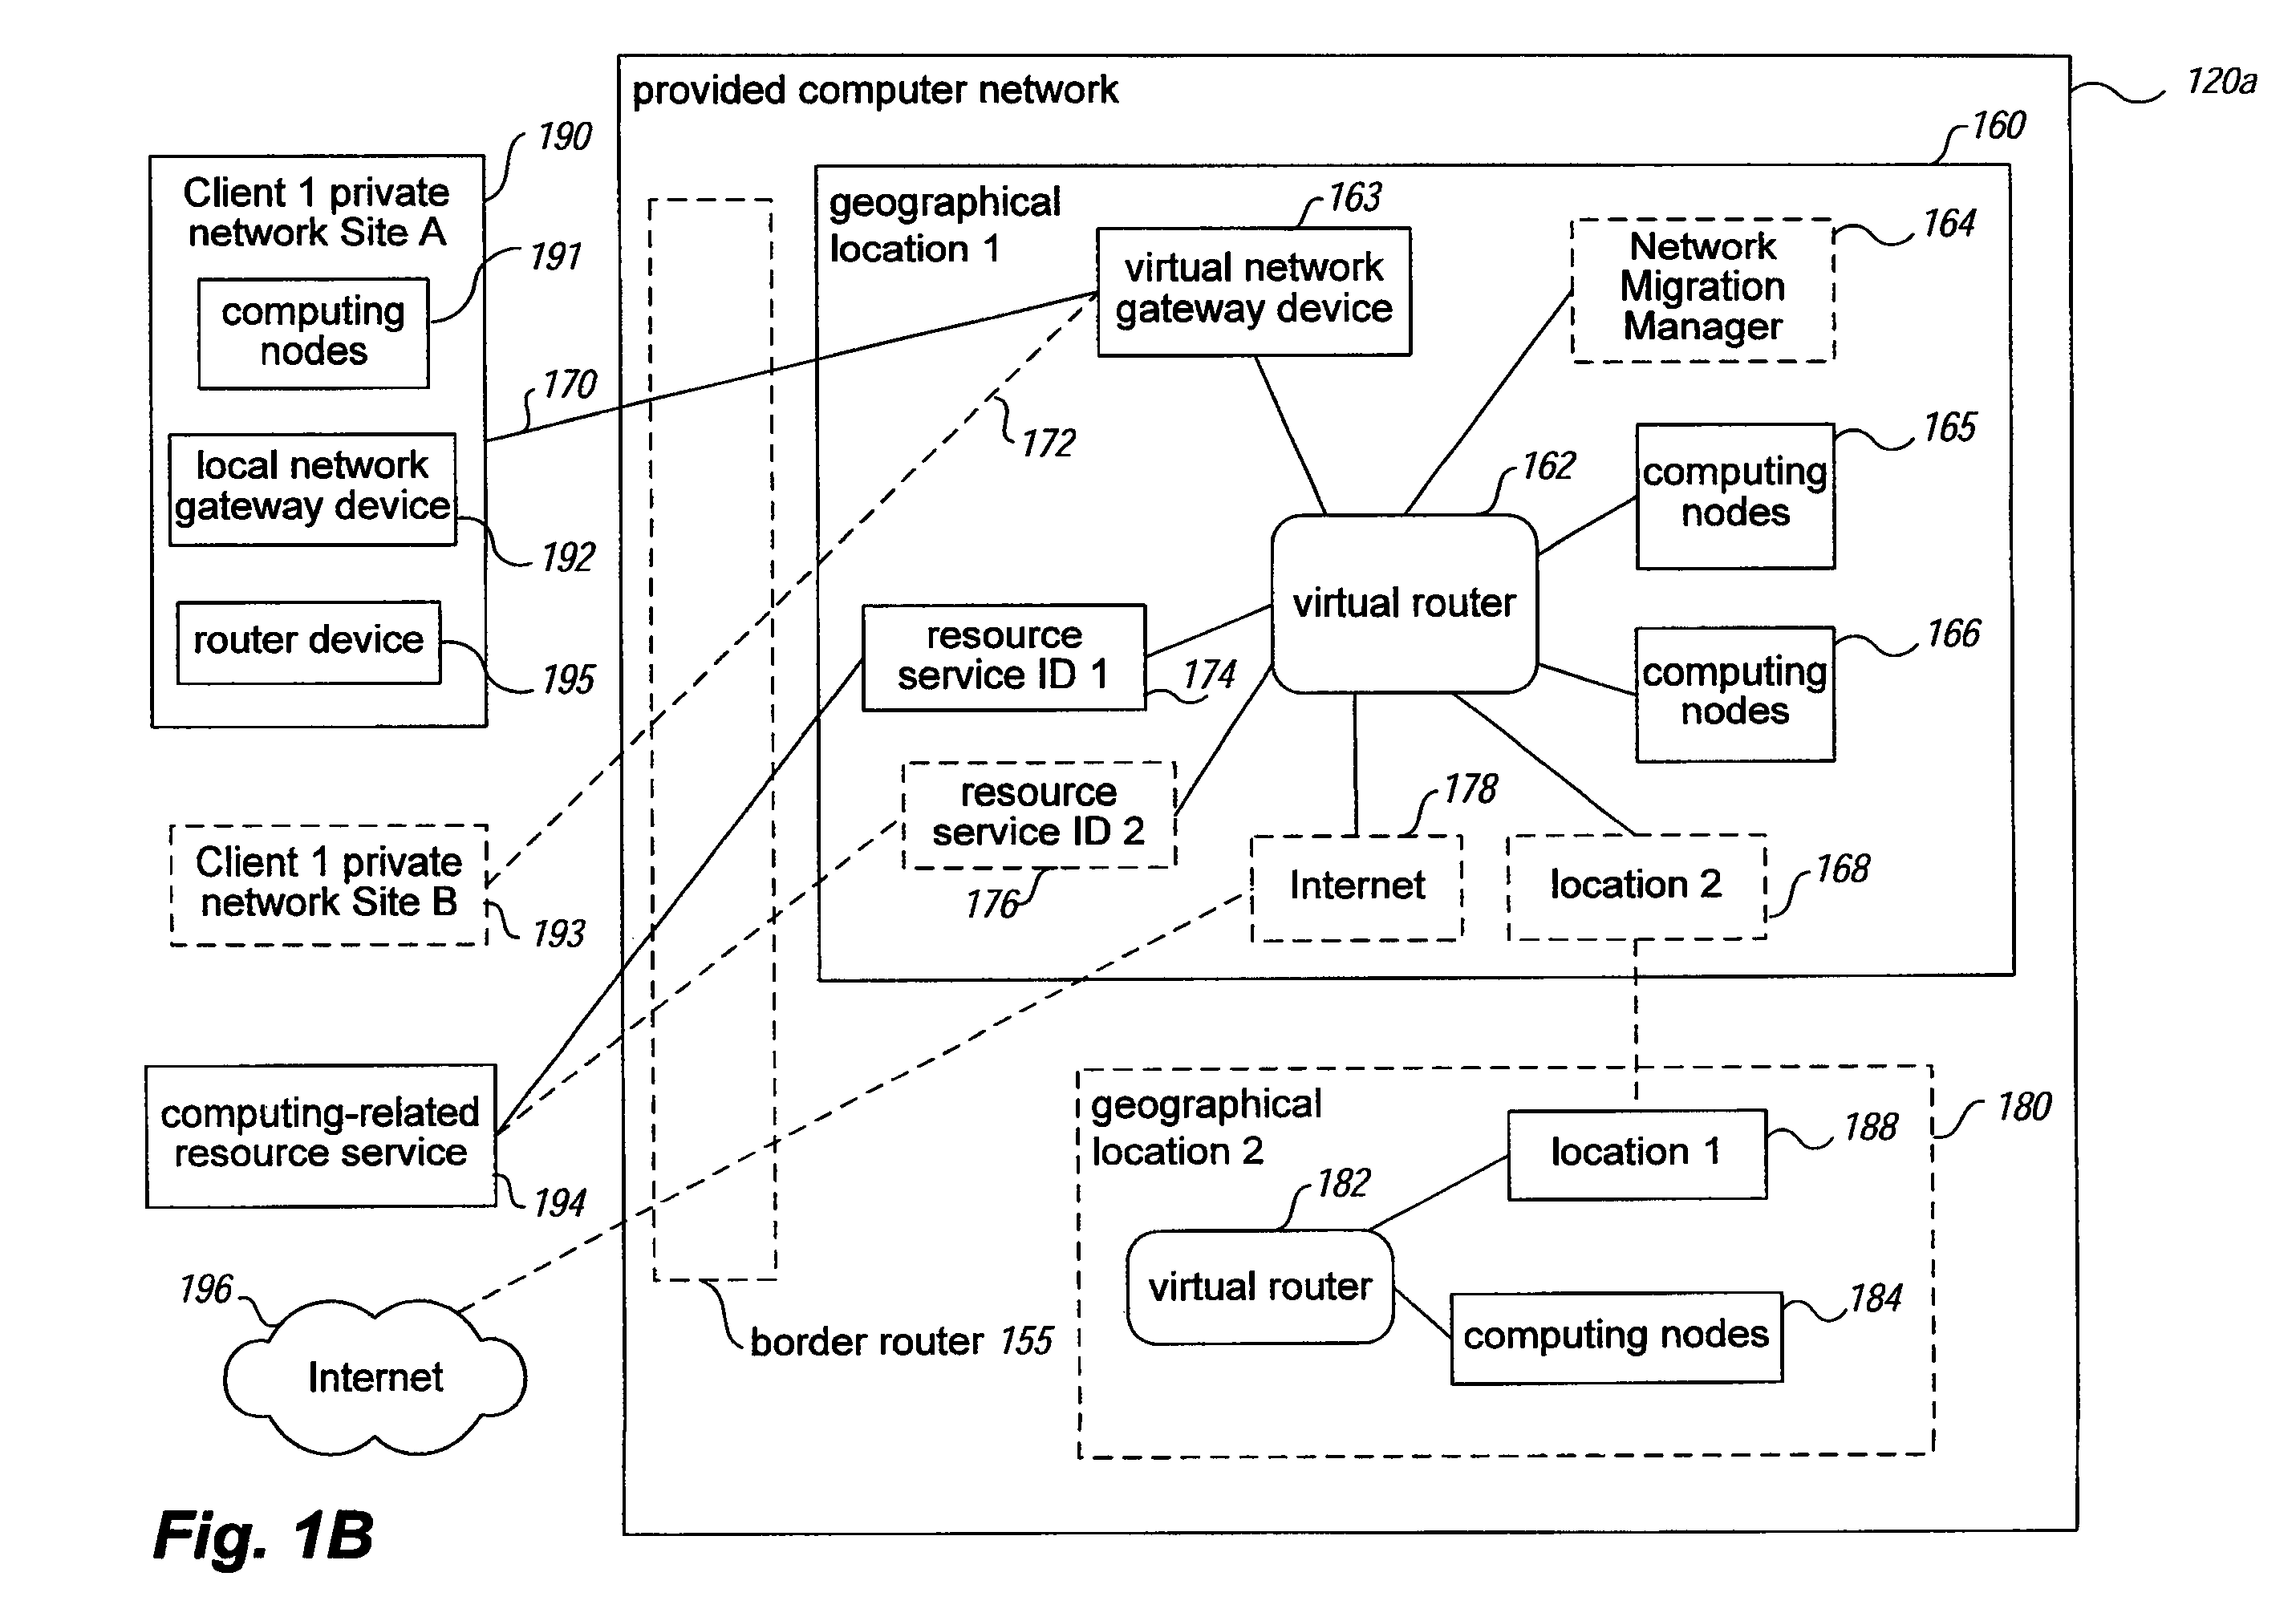 provided computer network
120a
160
190
Client 1 private
network Site A
191
computing
nodes
170
local network
gateway device
192
router device
195
geographical
location 1
163
virtual network
gateway device
164
Network
Migration
Manager
172
165
computing
nodes
162
virtual router
166
computing
nodes
resource
service ID 1
174
resource
service ID 2
176
178
Internet
location 2
168
Client 1 private
network Site B
193
computing-related
resource service
194
196
Internet
border router 155
geographical
location 2
180
location 1
188
182
virtual router
184
computing nodes
Fig. 1B